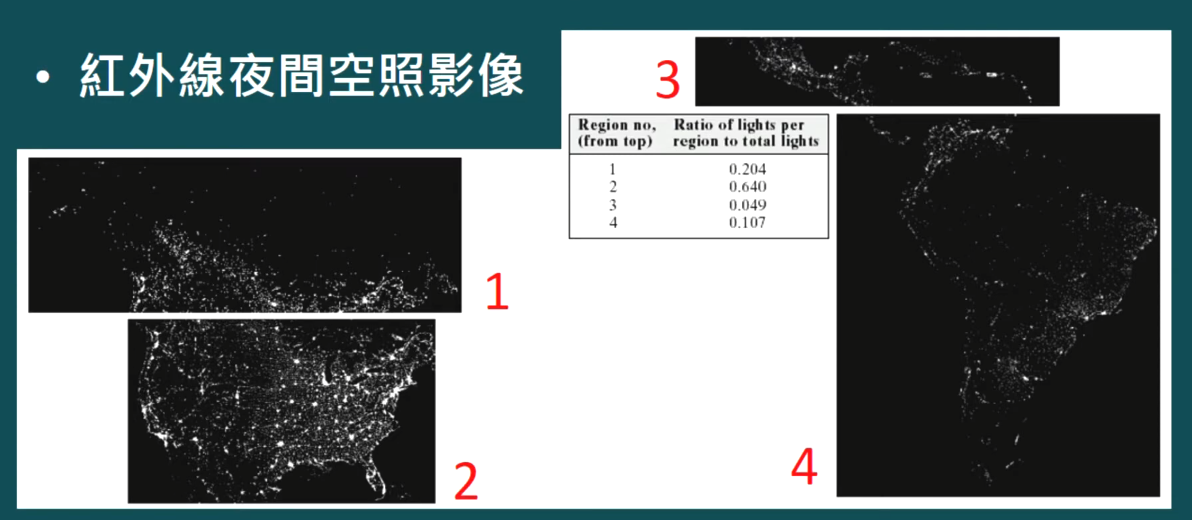 • 紅外線夜間空照影像
1
2
3
Region no, Ratio of lights per
(from top) region to total lights
1 0.204
2 0.640
3 0.049
4 0.107
4